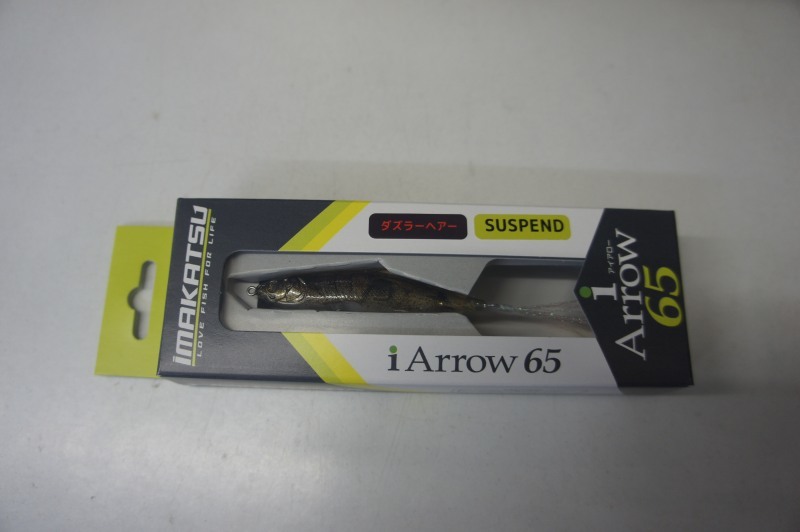 IMAKATSU
LOVE FISH FOR LIFE
ダズラーヘアー
SUSPEND
i Arrow 65
アイアロー
i
Arrow
65